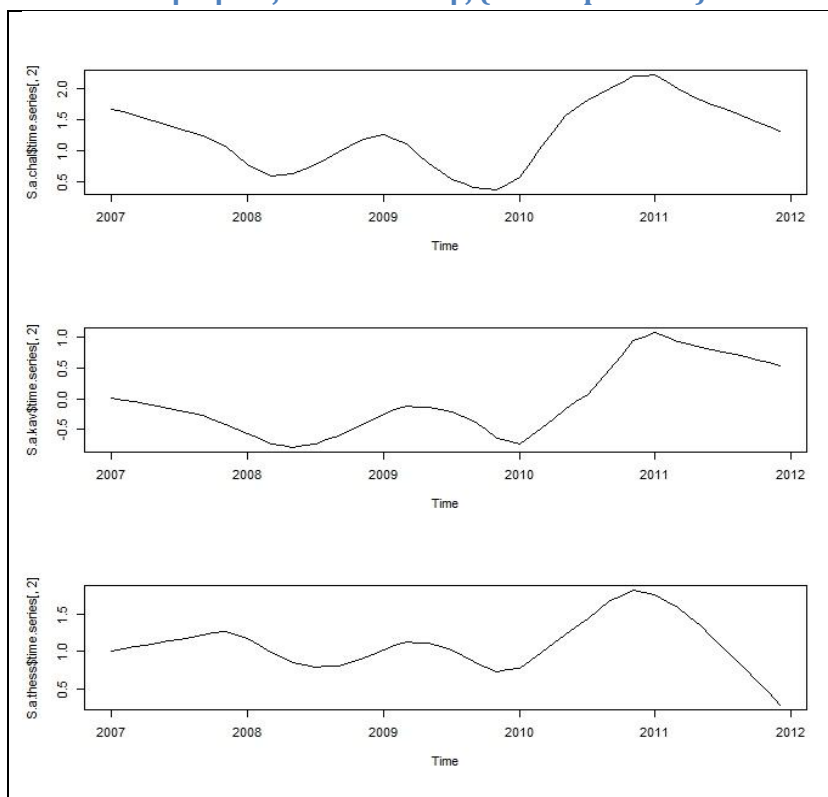 S.a.chal$time.series[, 2]
0.5 1.0 1.5 2.0
2007 2008 2009 2010 2011 2012
Time
S.a.kav$time.series[, 2]
-0.5 0.0 0.5 1.0
2007 2008 2009 2010 2011 2012
Time
S.a.thess$time.series[, 2]
0.5 1.0 1.5
2007 2008 2009 2010 2011 2012
Time